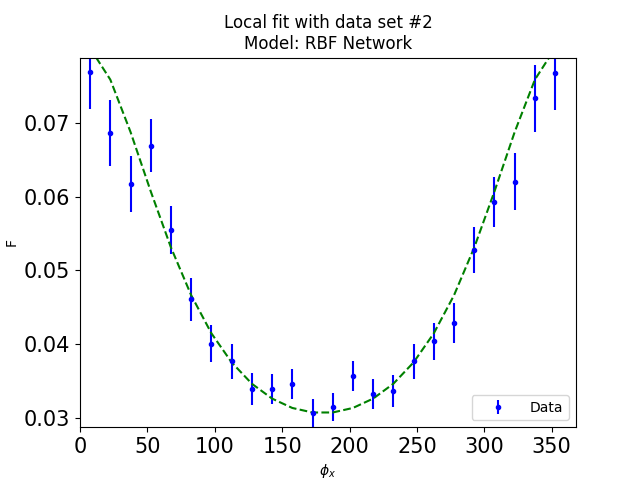 Local fit with data set #2
Model: RBF Network
0.07
0.06
0.05
0.04
0.03
F
0 50 100 150 200 250 300 350
ϕx
Data